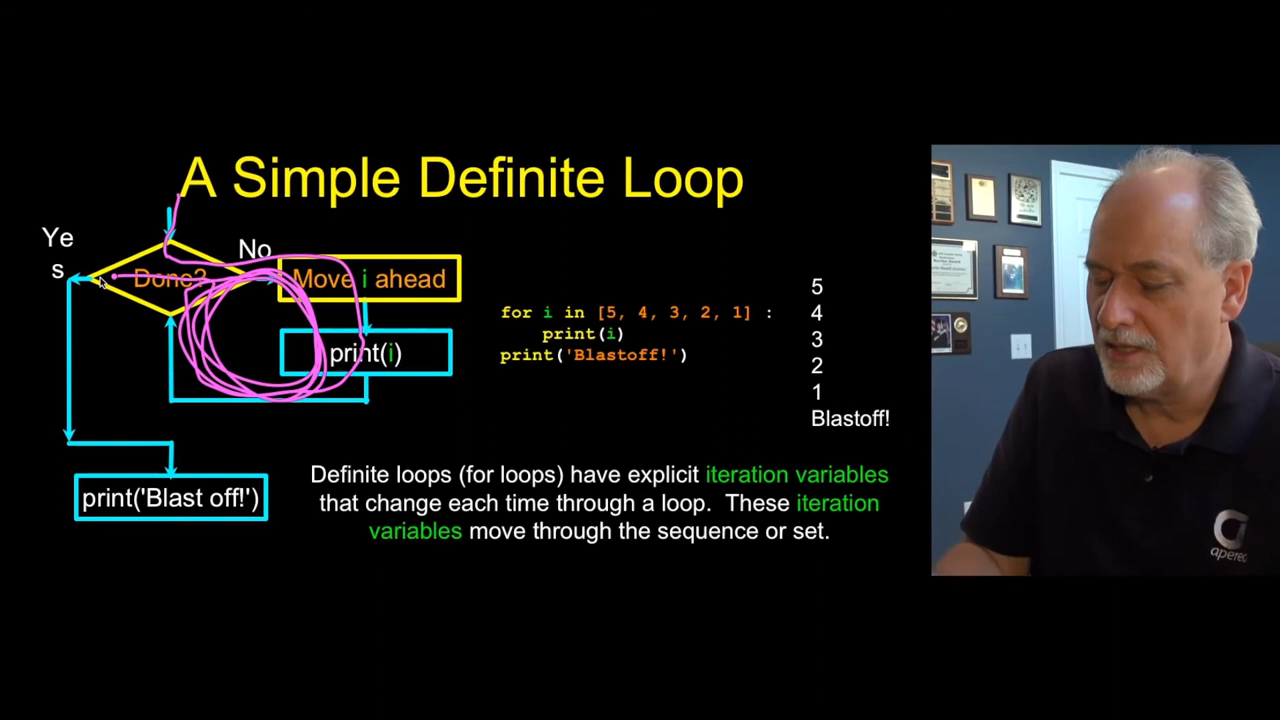 A Simple Definite Loop
Ye
s
No
Done?
Move i ahead
print(i)
print('Blast off!')
for i in [5, 4, 3, 2, 1] :
    print(i)
print('Blastoff!')
5
4
3
2
1
Blastoff!
Definite loops (for loops) have explicit iteration variables
that change each time through a loop. These iteration
variables move through the sequence or set.
apereo